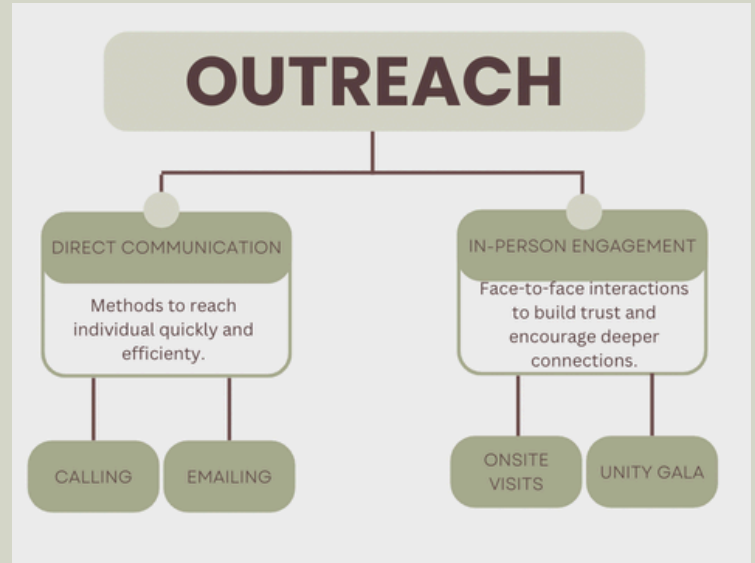 OUTREACH
DIRECT COMMUNICATION
Methods to reach
individual quickly and
efficienty.
CALLING
EMAILING
IN-PERSON ENGAGEMENT
Face-to-face interactions
to build trust and
encourage deeper
connections.
ONSITE
VISITS
UNITY GALA